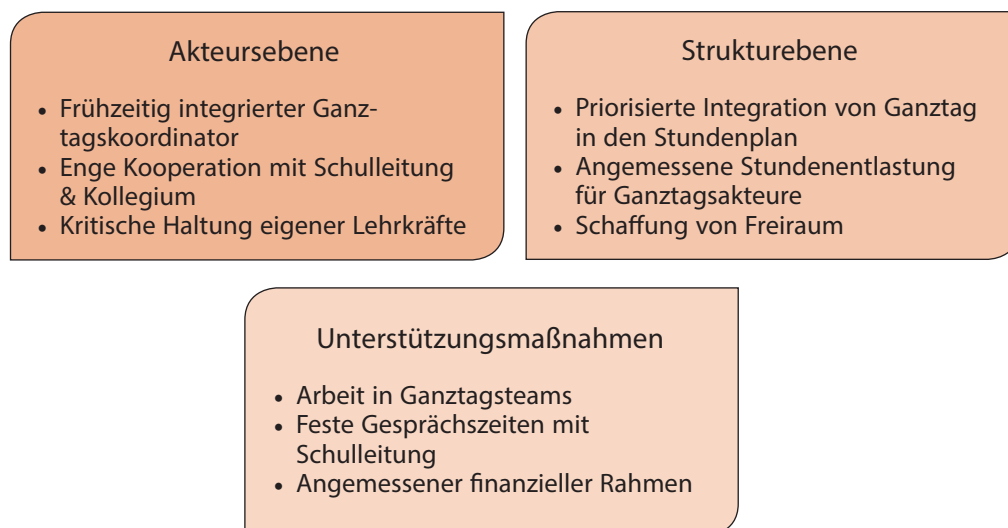 Akteursebene
• Frühzeitig integrierter Ganz-
tagskoordinator
• Enge Kooperation mit Schulleitung
& Kollegium
• Kritische Haltung eigener Lehrkräfte
Strukturebene
• Priorisierte Integration von Ganztag
in den Stundenplan
• Angemessene Stundenentlastung
für Ganztagsakteure
• Schaffung von Freiraum
Unterstützungsmaßnahmen
• Arbeit in Ganztagsteams
• Feste Gesprächszeiten mit
Schulleitung
• Angemessener finanzieller Rahmen